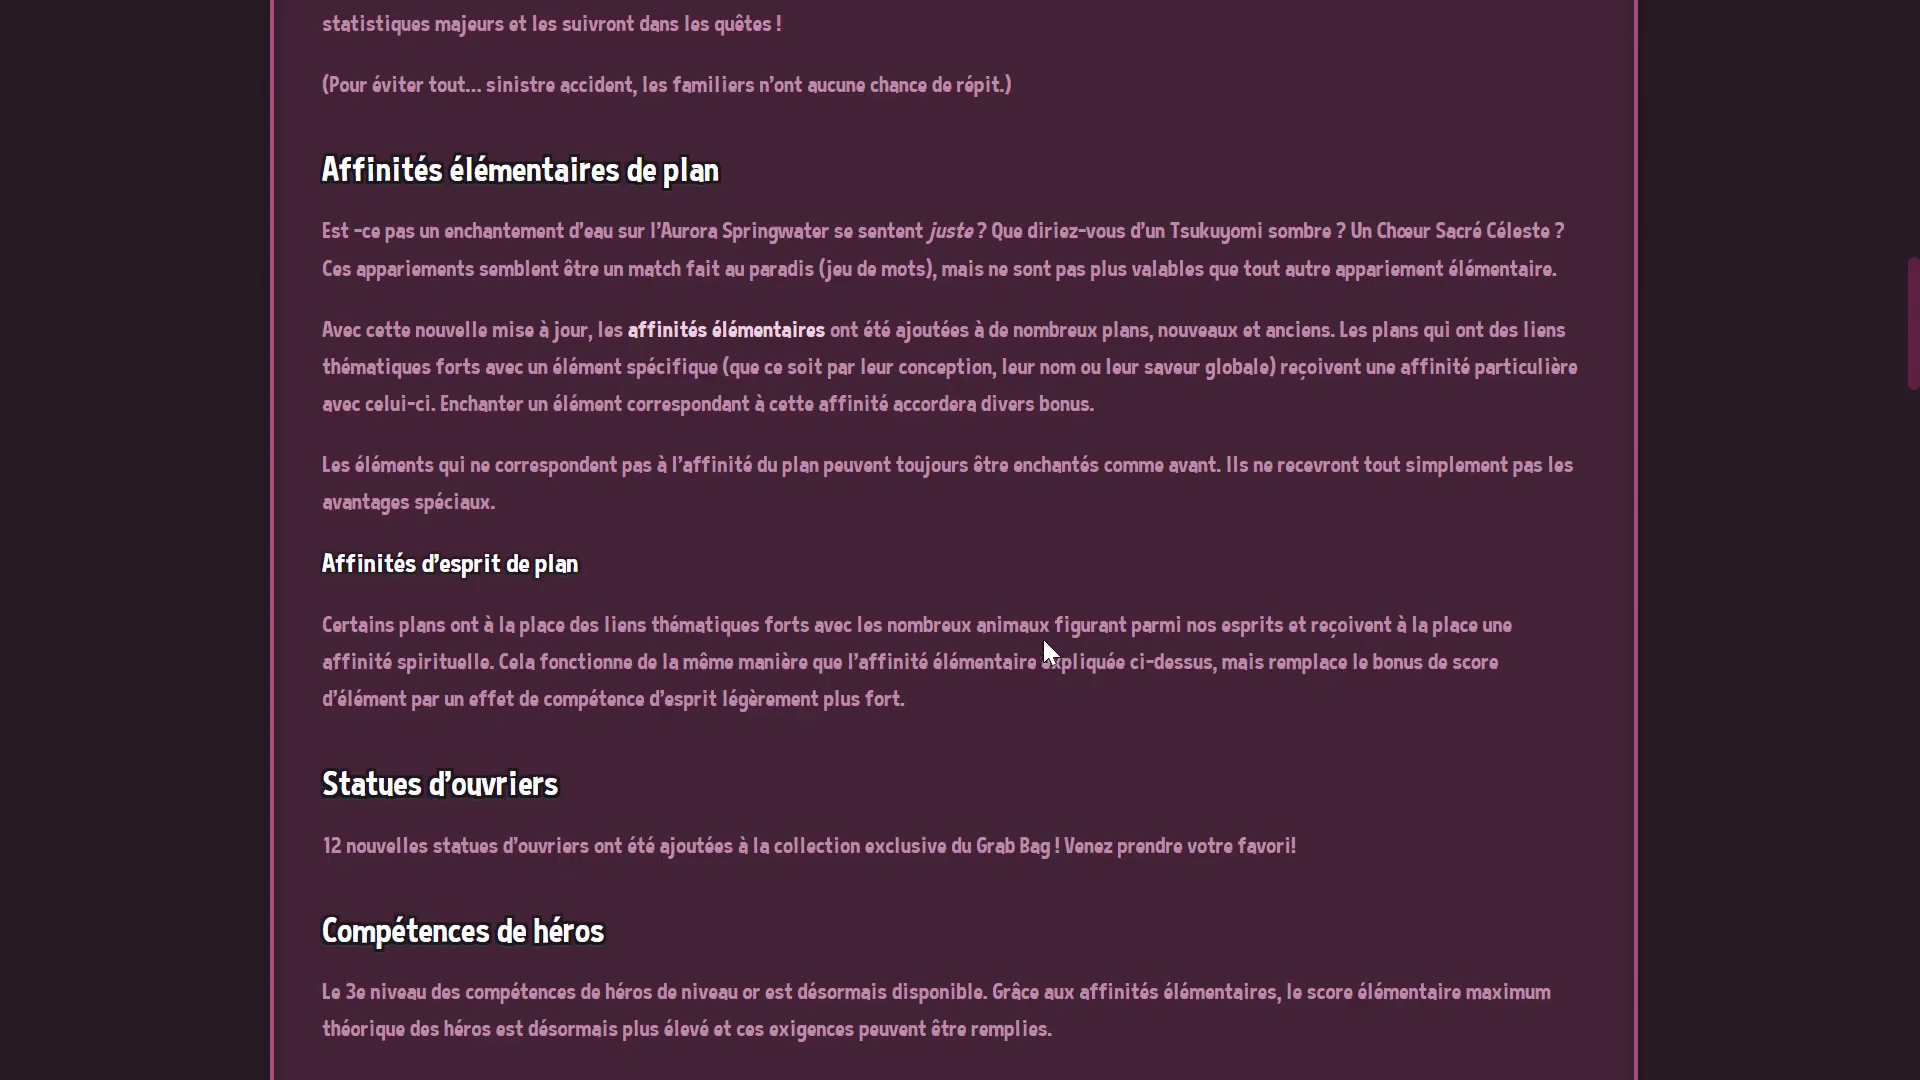 statistiques majeurs et les suivront dans les quêtes !
(Pour éviter tout... sinistre accident, les familiers n'ont aucune chance de répit.)
Affinités élémentaires de plan
Est -ce pas un enchantement d'eau sur l'Aurora Springwater se sentent juste ? Que diriez-vous d'un Tsukuyomi sombre ? Un Chœur Sacré Céleste ?
Ces appariements semblent être un match fait au paradis (jeu de mots), mais ne sont pas plus valables que tout autre appariement élémentaire.
Avec cette nouvelle mise à jour, les affinités élémentaires ont été ajoutées à de nombreux plans, nouveaux et anciens. Les plans qui ont des liens
thématiques forts avec un élément spécifique (que ce soit par leur conception, leur nom ou leur saveur globale) reçoivent une affinité particulière
avec celui-ci. Enchanter un élément correspondant à cette affinité accordera divers bonus.
Les éléments qui ne correspondent pas à l'affinité du plan peuvent toujours être enchantés comme avant. Ils ne recevront tout simplement pas les
avantages spéciaux.
Affinités d'esprit de plan
Certains plans ont à la place des liens thématiques forts avec les nombreux animaux figurant parmi nos esprits et reçoivent à la place une
affinité spirituelle. Cela fonctionne de la même manière que l'affinité élémentaire expliquée ci-dessus, mais remplace le bonus de score
d'élément par un effet de compétence d'esprit légèrement plus fort.
Statues d'ouvriers
12 nouvelles statues d'ouvriers ont été ajoutées à la collection exclusive du Grab Bag ! Venez prendre votre favori!
Compétences de héros
Le 3e niveau des compétences de héros de niveau or est désormais disponible. Grâce aux affinités élémentaires, le score élémentaire maximum
théorique des héros est désormais plus élevé et ces exigences peuvent être remplies.